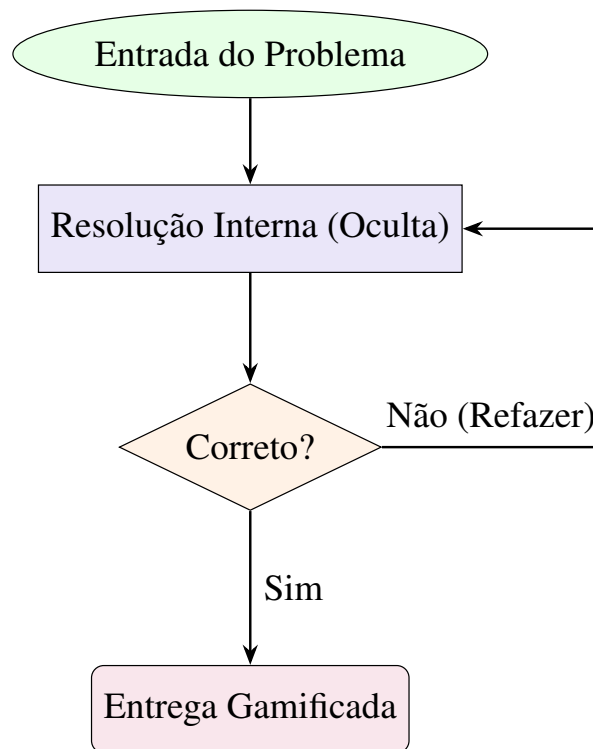 Entrada do Problema
Resolução Interna (Oculta)
Correto?
Não (Refazer)
Sim
Entrega Gamificada